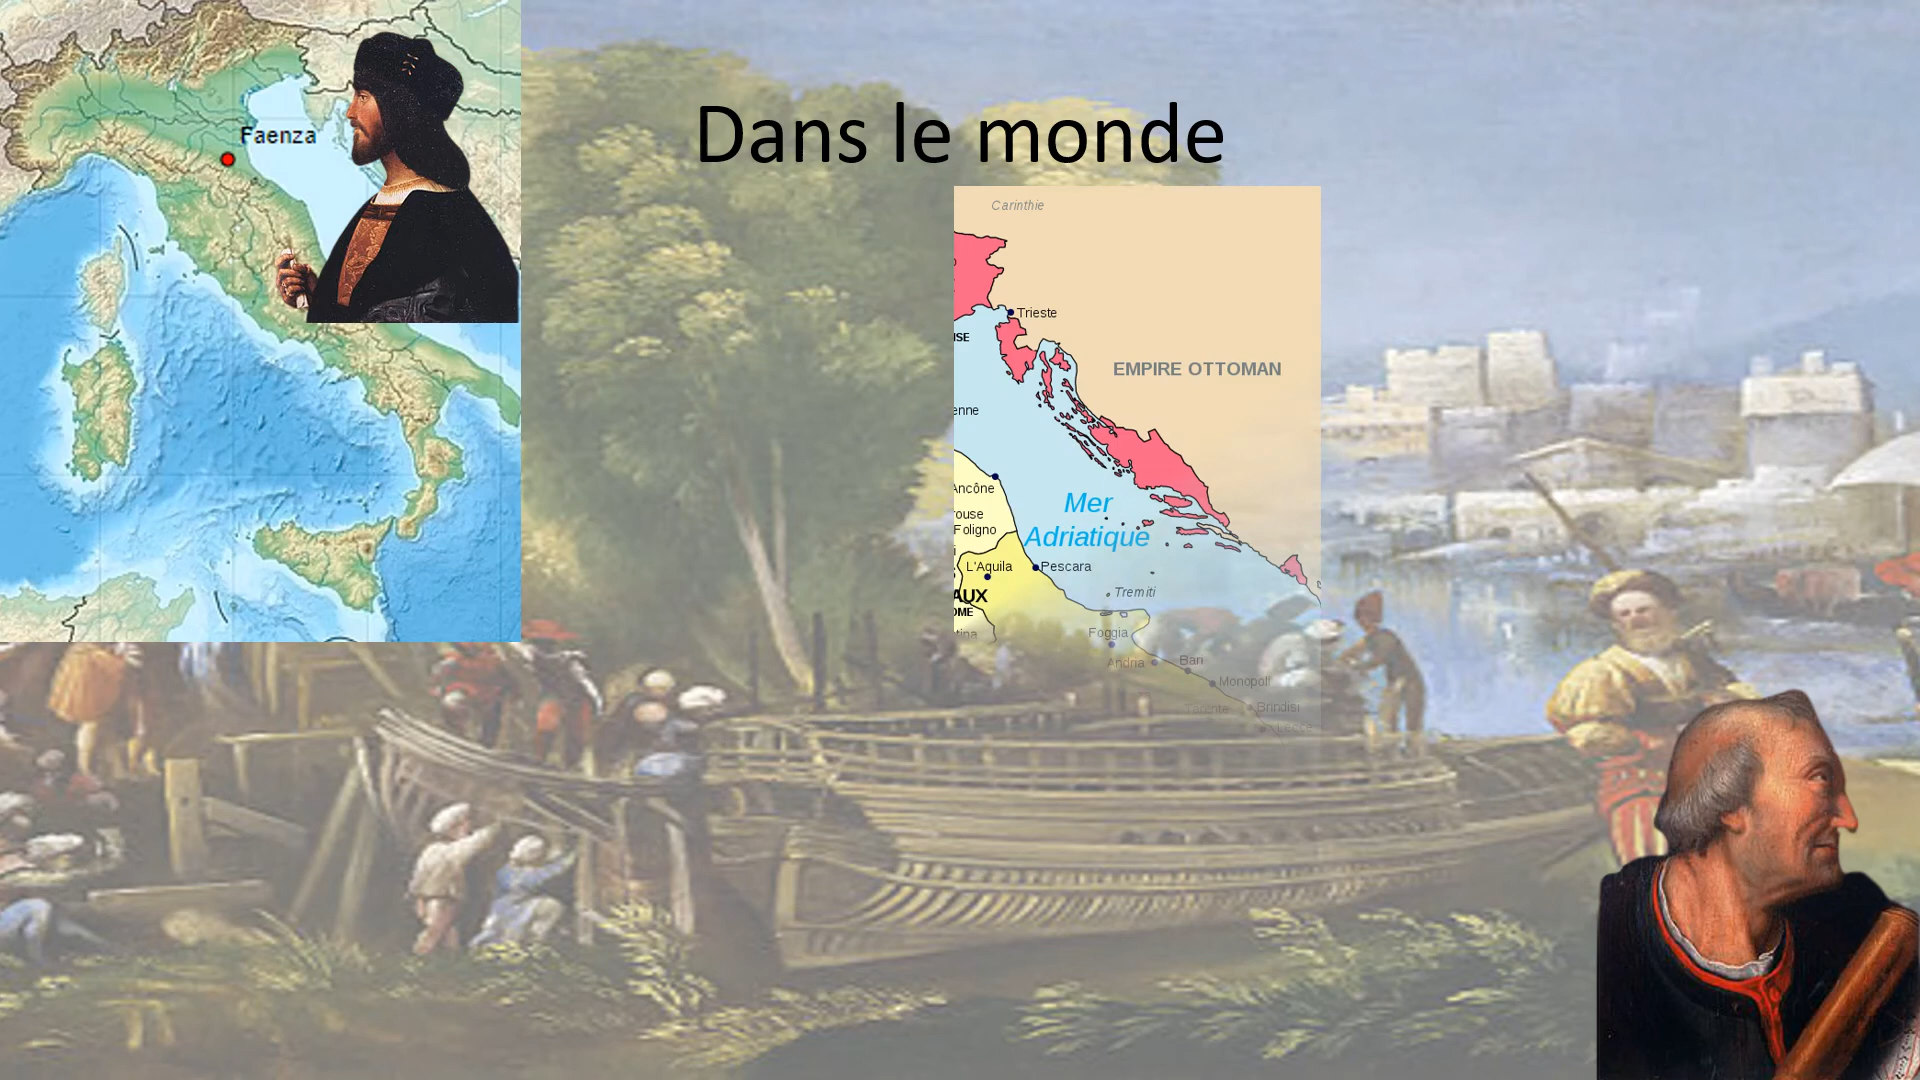 Dans le monde
Faenza
Carinthie
Trieste
EMPIRE OTTOMAN
Ancône
Foligno
Mer
Adriatique
L'Aquila
Pescara
Tremiti
Foggia
Andria
Bari
Monopoli
Brindisi